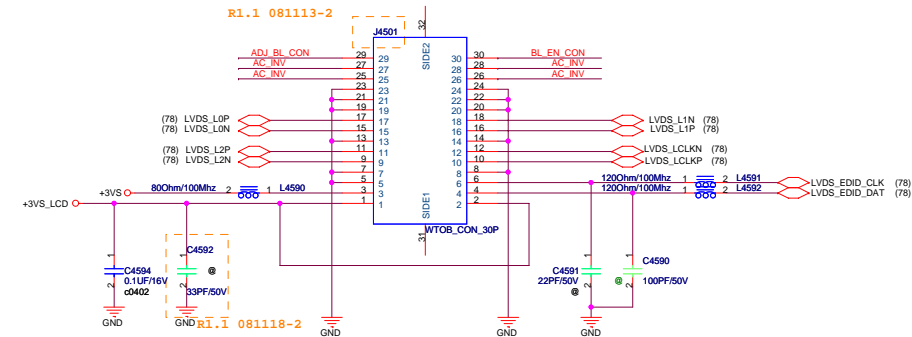 R1.1 081113-2
32
J4501
SIDE2
ADJ_BL_CON 29 29 30 30 BL_EN_CON
AC_INV 27 27 28 28 AC_INV
AC_INV 25 25 26 26 AC_INV
23 23 24 24
21 21 22 22
19 19 20 20
(78) LVDS_L0P 17 17 18 18 LVDS_L1N (78)
(78) LVDS_L0N 15 15 16 16 LVDS_L1P (78)
13 13 14 14
(78) LVDS_L2P 11 11 12 12 LVDS_LCLKN (78)
(78) LVDS_L2N 9 9 10 10 LVDS_LCLKP (78)
7 7 8 8
5 5 6 6 120Ohm/100Mhz 1 2 L4591 LVDS_EDID_CLK (78)
+3VS 80Ohm/100Mhz 2 1 L4590 3 3 4 4 120Ohm/100Mhz 1 2 L4592 LVDS_EDID_DAT (78)
+3VS_LCD 1 1 2 2
SIDE1
WTOB_CON_30P
31
1 C4594 0.1UF/16V c0402 2
GND
1 C4592 @ 33PF/50V 2
GND
R1.1 081118-2
GND
GND
1 C4591 22PF/50V @ 2
GND
1 C4590 @ 100PF/50V 2